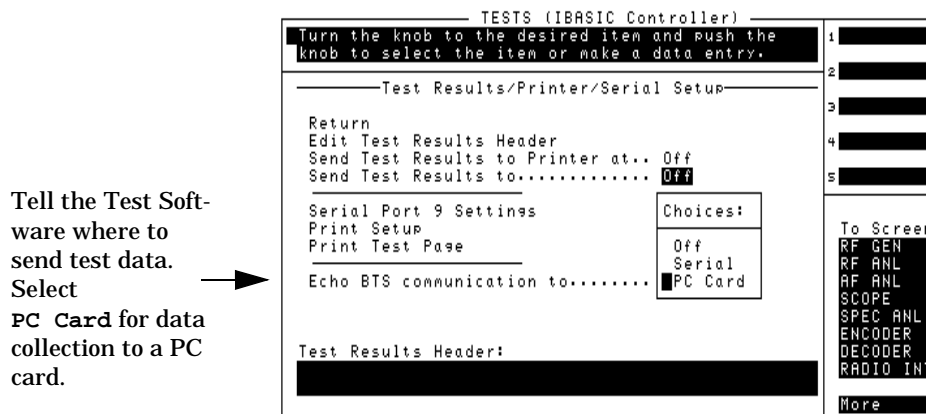 TESTS (IBASIC Controller)
Turn the knob to the desired item and push the
knob to select the item or make a data entry.
Test Results/Printer/Serial Setup
Return
Edit Test Results Header
Send Test Results to Printer at.. Off
Send Test Results to............. Off
Serial Port 9 Settings
Print Setup
Print Test Page
Echo BTS communication to........
Choices:
Off
Serial
PC Card
Test Results Header:
1
2
3
4
5
To Screen
RF GEN
RF ANL
AF ANL
SCOPE
SPEC ANL
ENCODER
DECODER
RADIO INT
More
Tell the Test Soft-
ware where to
send test data.
Select
PC Card for data
collection to a PC
card.